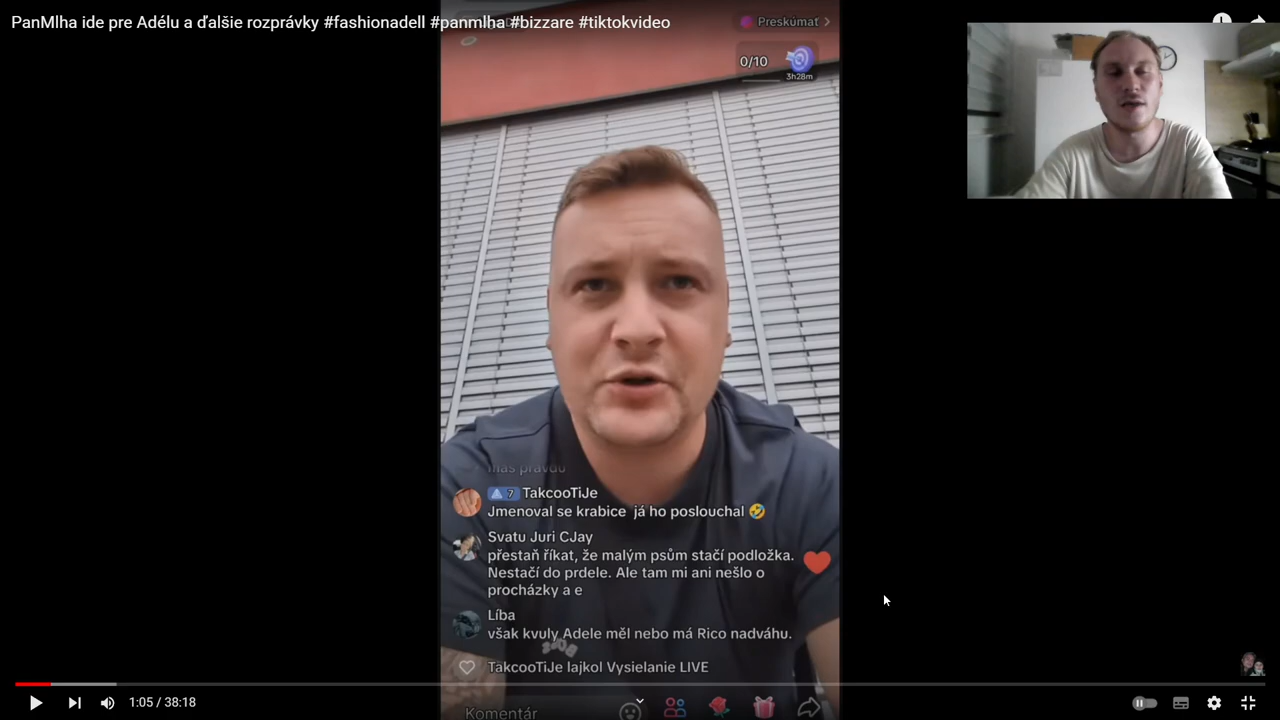 PanMlha ide pre Adélu a ďalšie rozprávky #fashionadell #panmlha #bizzare #tiktokvideo
Preskúmať
0/10
3h28m
máš pravdu
7 TakcooTiJe
Jmenoval se krabice já ho poslouchal 🤣
Svatu Juri CJay
přestaň říkat, že malým psům stačí podložka.
Nestačí do prdele. Ale tam mi ani nešlo o
procházky a e
Líba
však kvuly Adele měl nebo má Rico nadváhu.
TakcooTiJe lajkol Vysielanie LIVE
Komentár
1:05 / 38:18